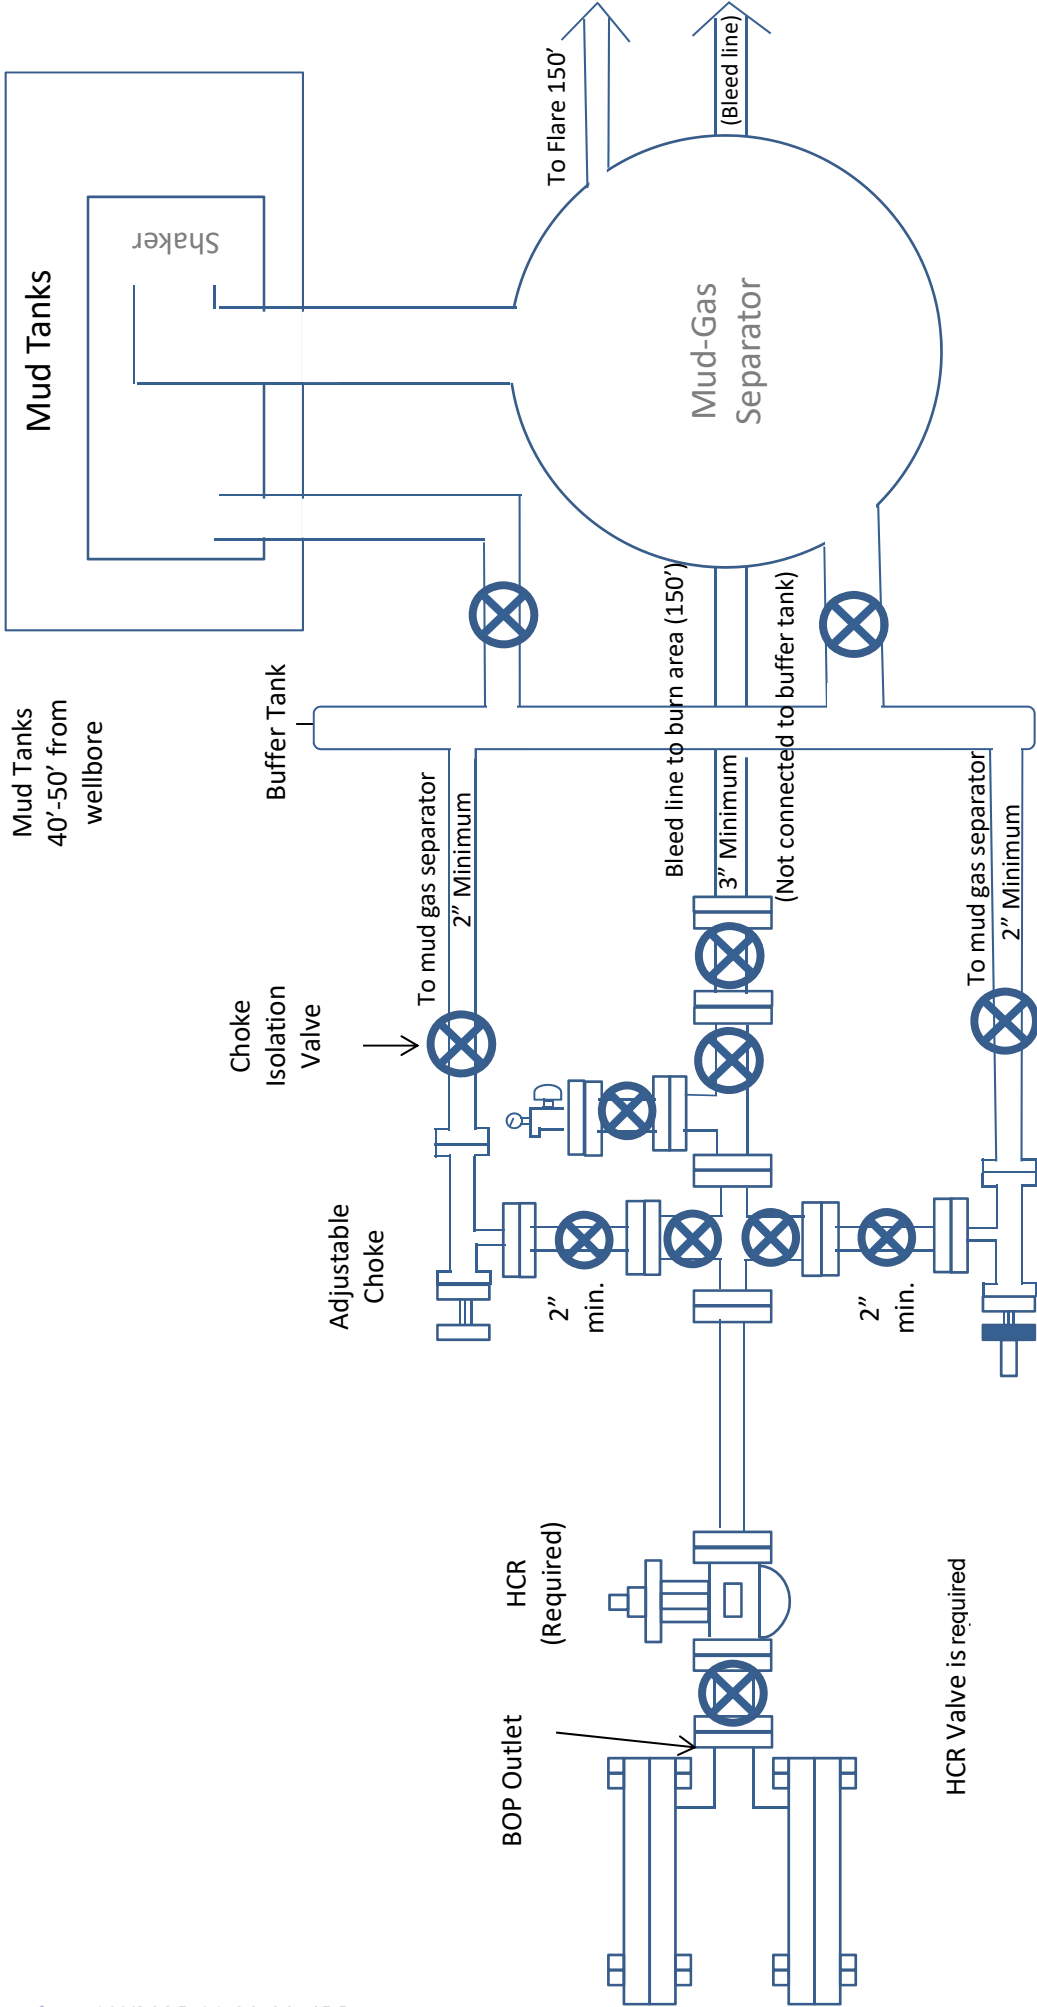 Mud Tanks
Shaker
To Flare 150’
(Bleed line)
Mud-Gas
Separator
Mud Tanks
40’-50’ from
wellbore
Buffer Tank
Bleed line to burn area (150’)
3” Minimum
(Not connected to buffer tank)
To mud gas separator
2” Minimum
To mud gas separator
2” Minimum
Choke
Isolation
Valve
Adjustable
Choke
2”
min.
2”
min.
HCR
(Required)
BOP Outlet
HCR Valve is required